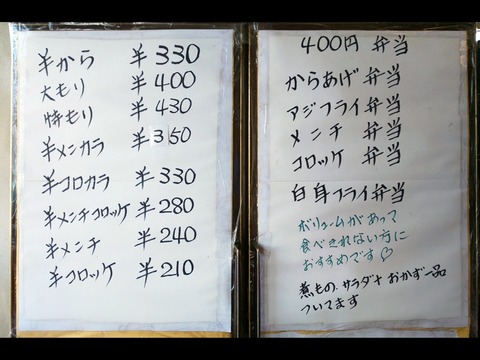 半から ¥330
大もり ¥400
特もり ¥430
半メンカラ ¥350
半コロカラ ¥330
半メンチコロッケ ¥280
半メンチ ¥240
半コロッケ ¥210
400円 弁当
からあげ 弁当
アジフライ 弁当
メンチ 弁当
コロッケ 弁当
白身フライ弁当
ボリュームがあって
食べきれない方に
おすすめです♡
煮もの、サラダ+おかず一品
ついてます